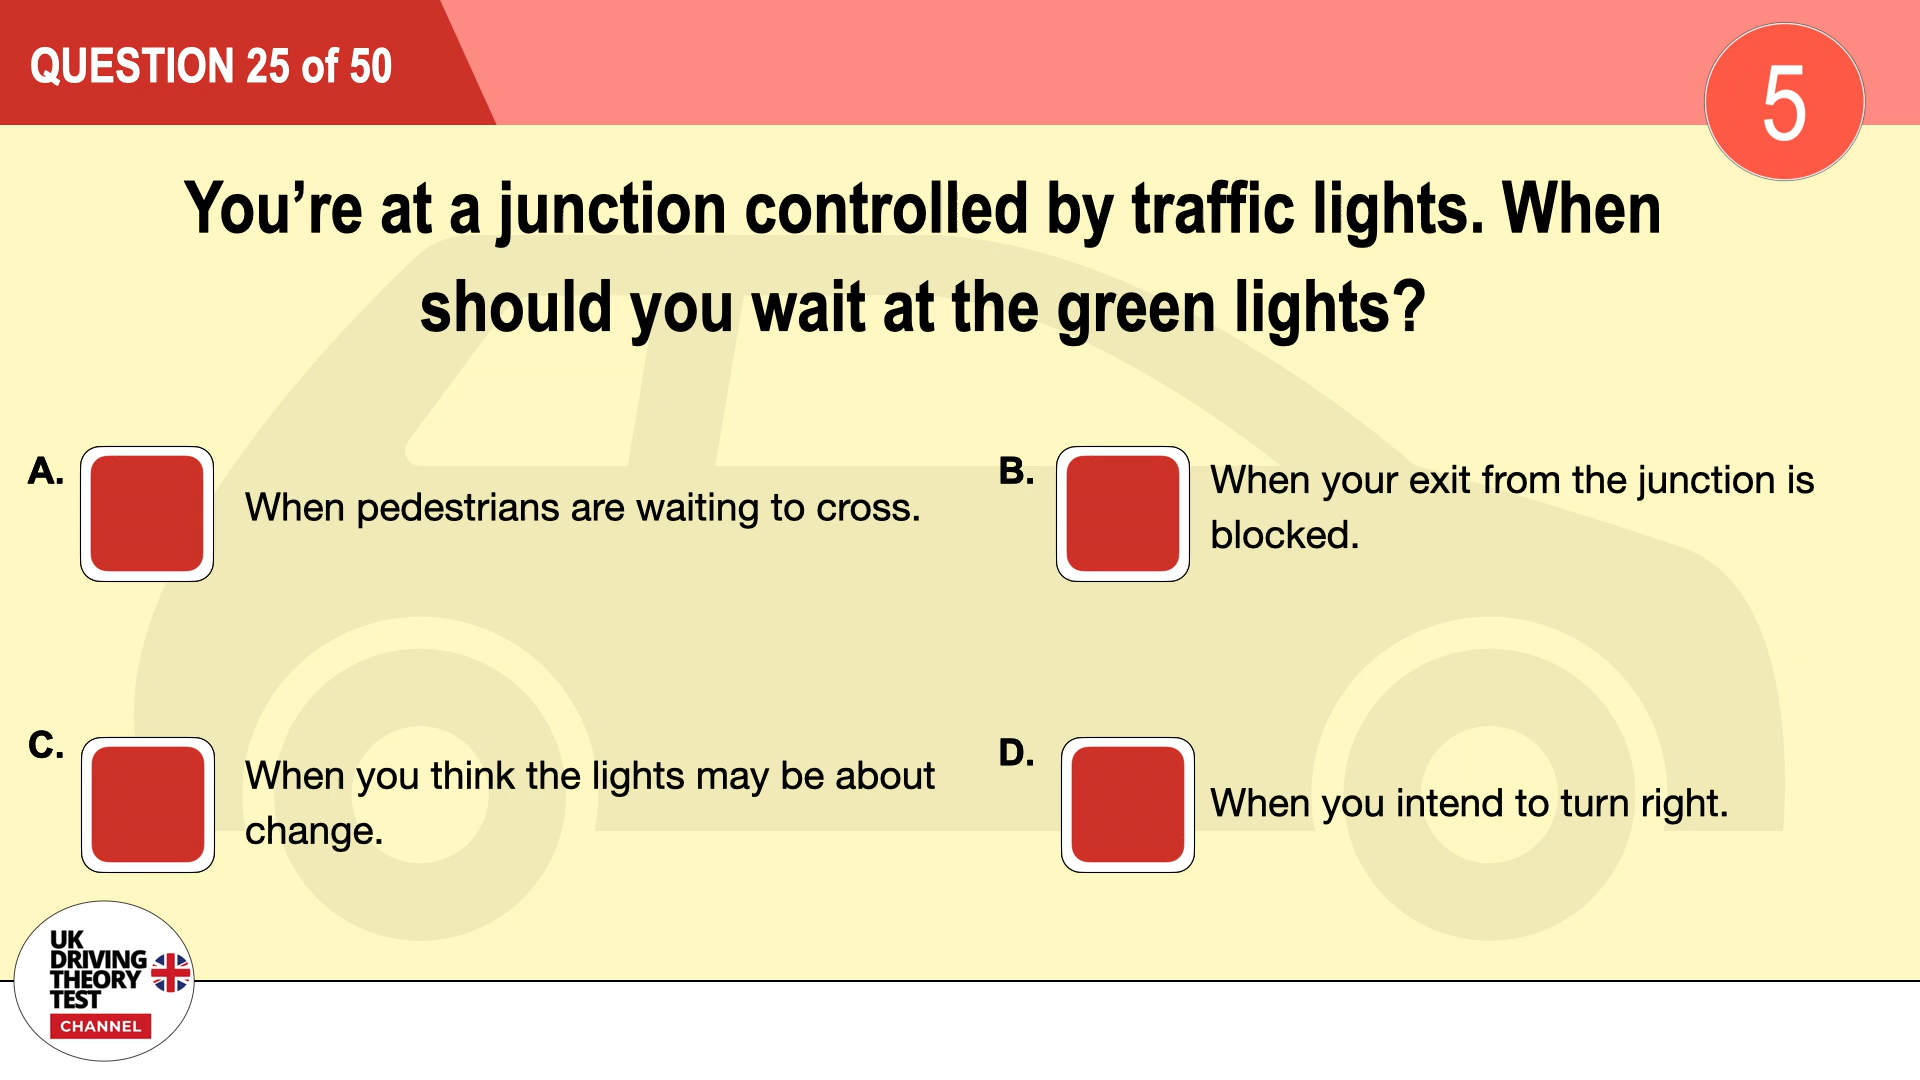 QUESTION 25 of 50
5
You’re at a junction controlled by traffic lights. When
should you wait at the green lights?
A.
When pedestrians are waiting to cross.
B.
When your exit from the junction is
blocked.
C.
When you think the lights may be about
change.
D.
When you intend to turn right.
UK
DRIVING
THEORY
TEST
CHANNEL